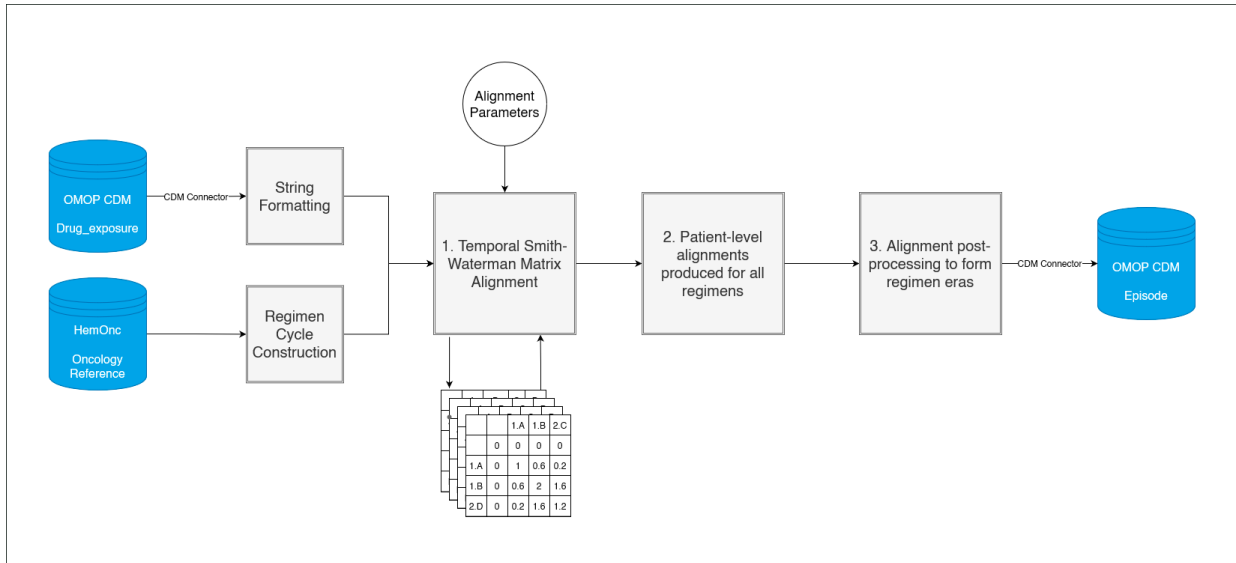 Alignment
Parameters
OMOP CDM
Drug_exposure
CDM Connector
String
Formatting
HemOnc
Oncology
Reference
Regimen
Cycle
Construction
1. Temporal Smith-
Waterman Matrix
Alignment
2. Patient-level
alignments
produced for all
regimens
3. Alignment post-
processing to form
regimen eras
CDM Connector
OMOP CDM
Episode
1.A 1.B 2.C
0 0 0 0
1.A 0 1 0.6 0.2
1.B 0 0.6 2 1.6
2.D 0 0.2 1.6 1.2